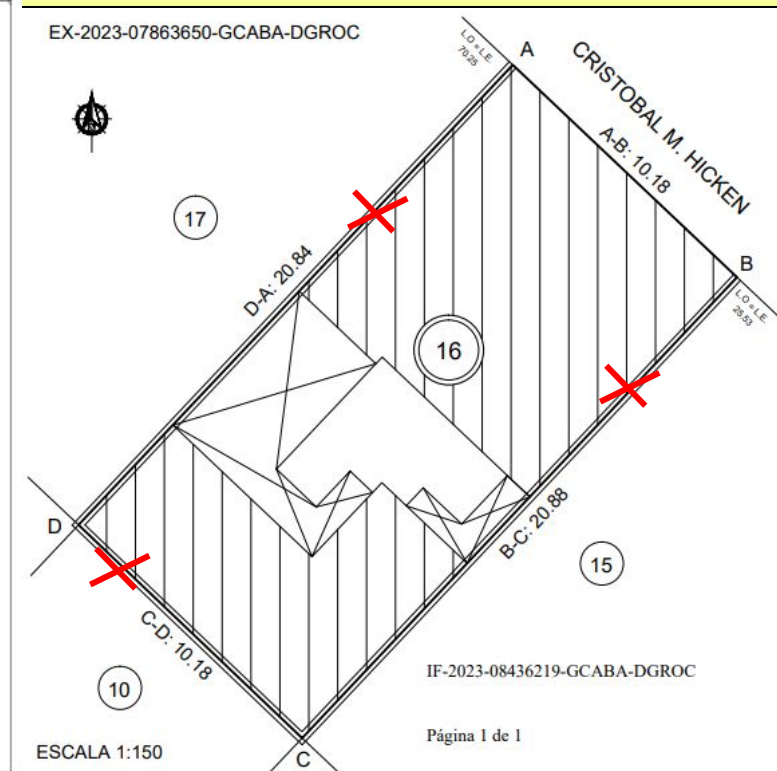 EX-2023-07863650-GCABA-DGROC
L.O = L.E.
70.25
A
CRISTOBAL M. HICKEN
A-B: 10.18
17
D-A: 20.84
B
L.O = L.E.
25.53
16
D
B-C: 20.88
15
C-D: 10.18
10
IF-2023-08436219-GCABA-DGROC
Página 1 de 1
ESCALA 1:150
C